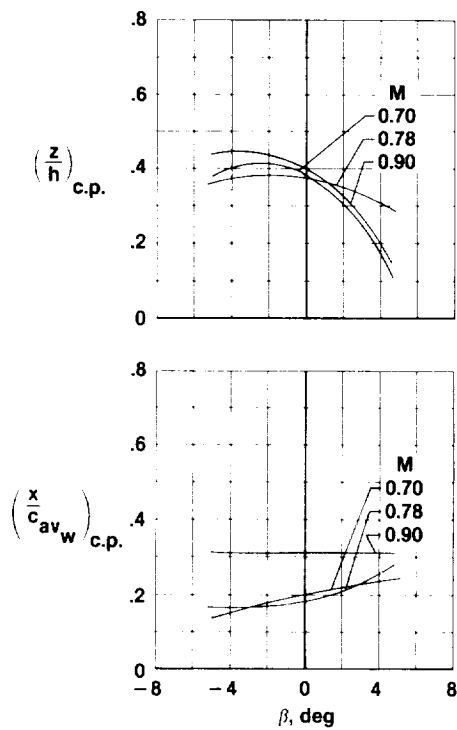 .8
.6
M
0.70
0.78
0.90
(z/h)c.p.
.4
.2
0
.8
.6
M
0.70
0.78
0.90
(x/cavw)c.p.
.4
.2
0
−8 −4 0 4 8
β, deg